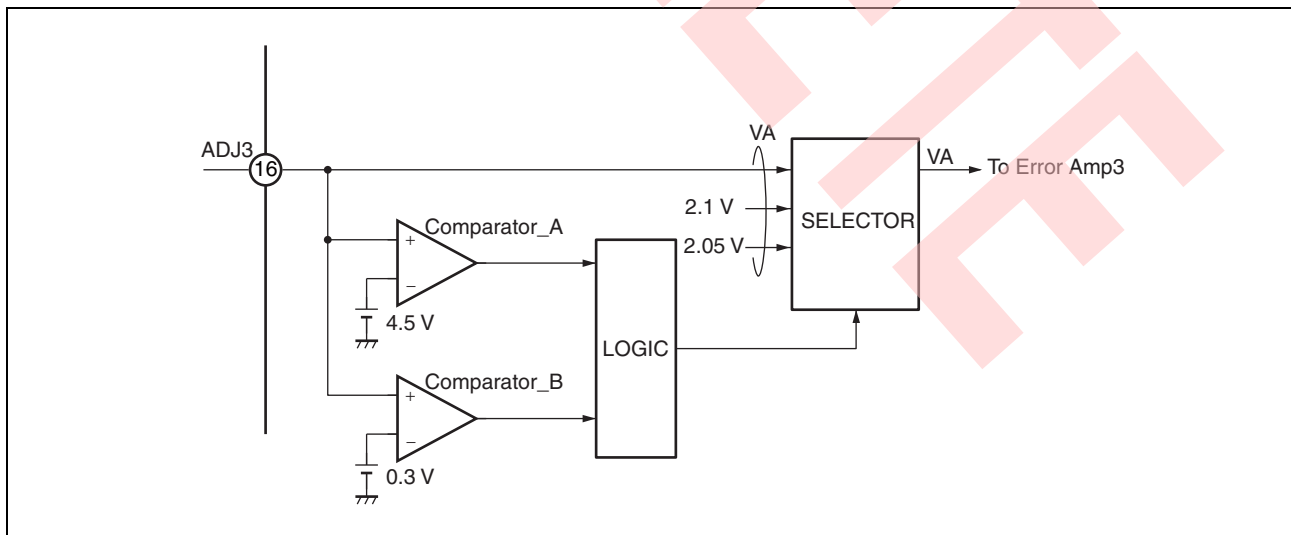 ADJ3
16
VA
VA
To Error Amp3
2.1 V
SELECTOR
Comparator_A
2.05 V
+
−
4.5 V
LOGIC
Comparator_B
+
−
0.3 V